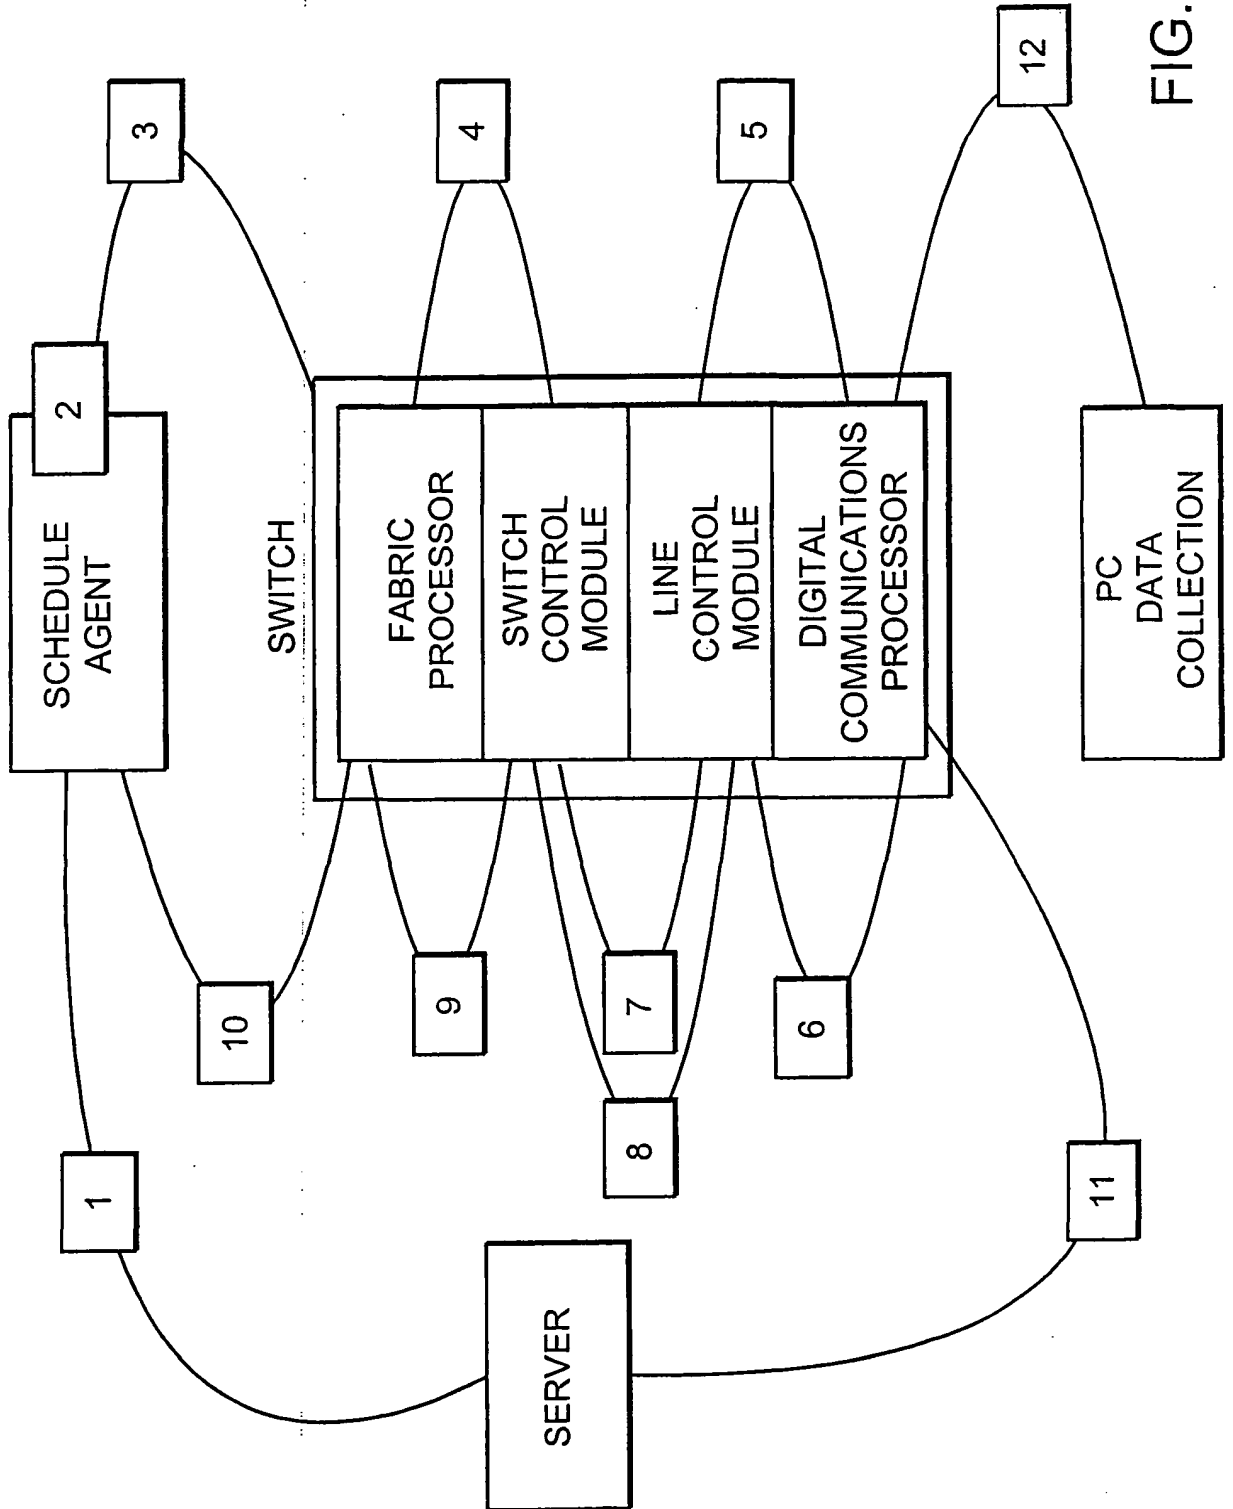 1
SCHEDULE
AGENT
2
3
10
SWITCH
FABRIC
PROCESSOR
SWITCH
CONTROL
MODULE
LINE
CONTROL
MODULE
DIGITAL
COMMUNICATIONS
PROCESSOR
4
5
9
7
8
6
SERVER
11
12
PC
DATA
COLLECTION
FIG.